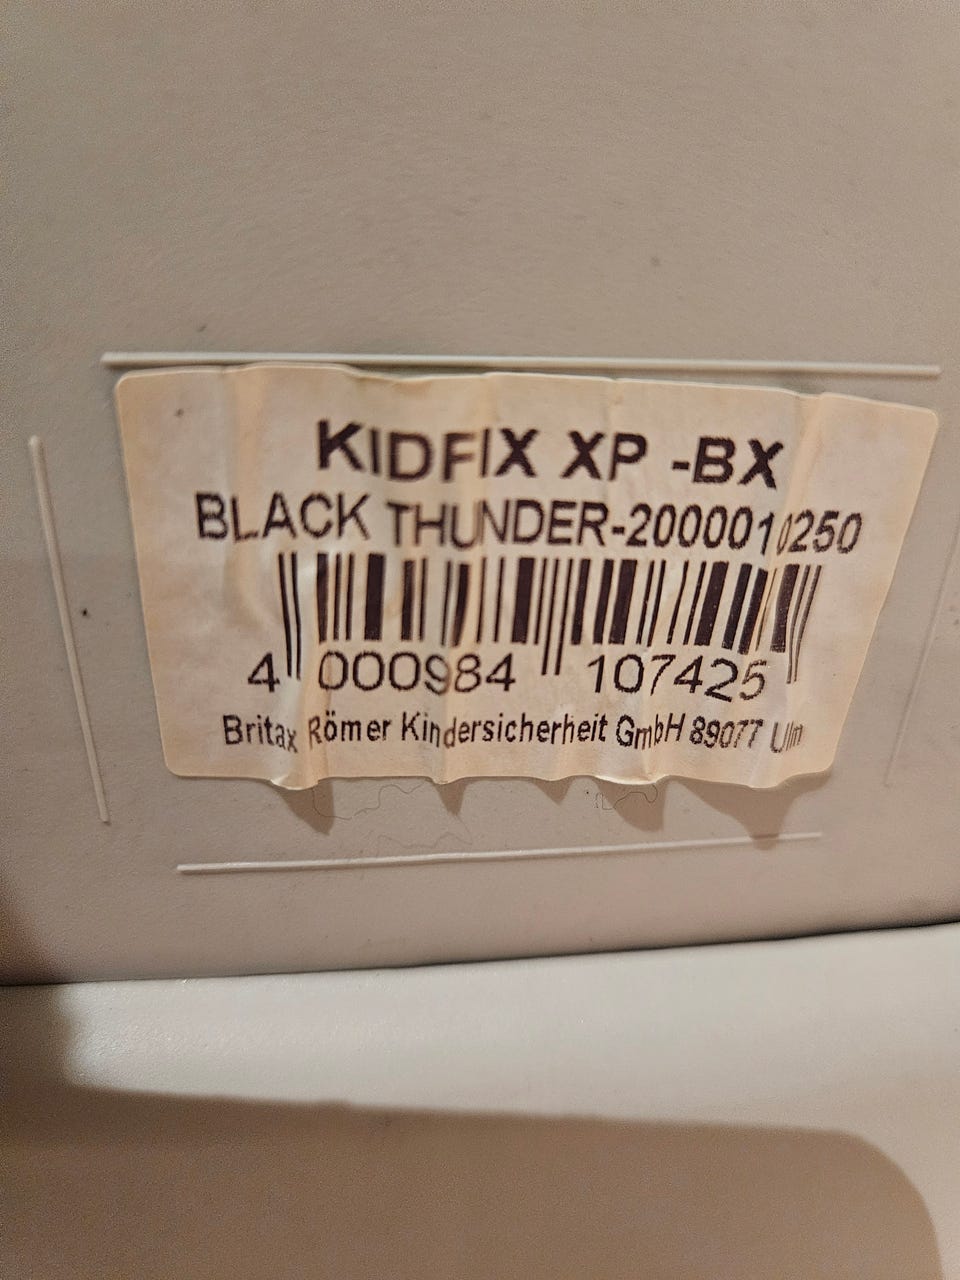 KIDFIX XP -BX
BLACK THUNDER-2000010250
4 000984 107425
Britax Römer Kindersicherheit GmbH 89077 Ulm